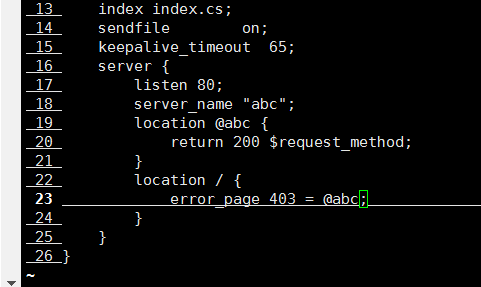 13     index index.cs;
14     sendfile        on;
15     keepalive_timeout  65;
16     server {
17         listen 80;
18         server_name "abc";
19         location @abc {
20             return 200 $request_method;
21         }
22         location / {
23             error_page 403 = @abc;
24         }
25     }
26 }
~